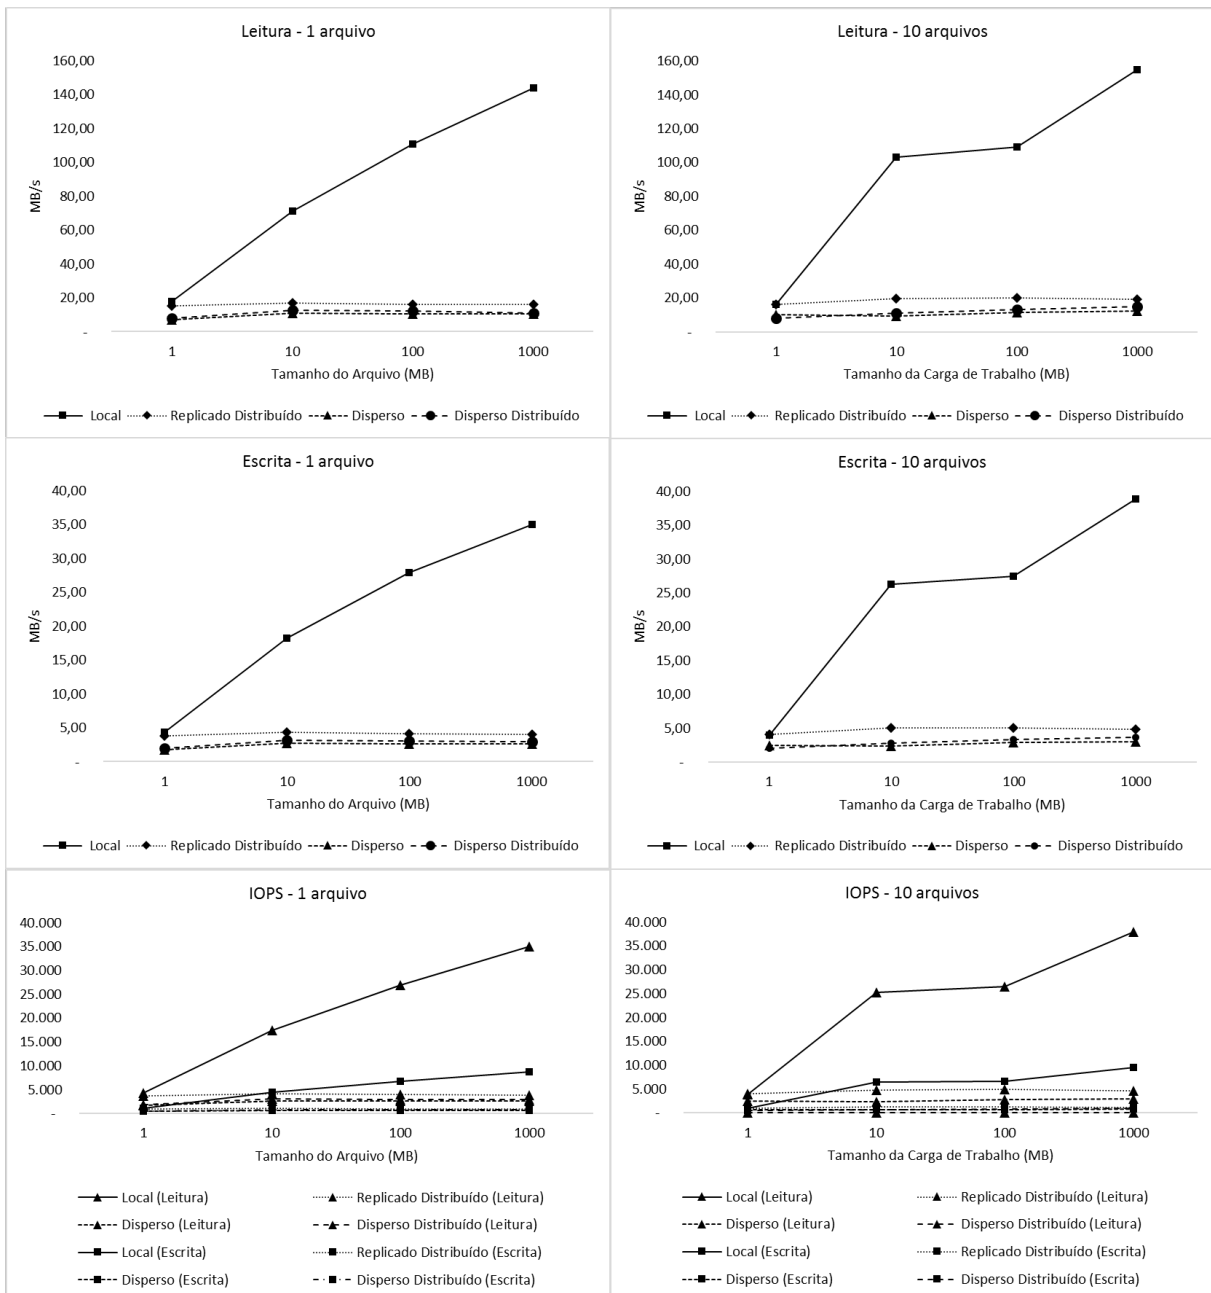 Leitura - 1 arquivo
160,00
140,00
120,00
100,00
80,00
60,00
40,00
20,00
-
MB/s
1 10 100 1000
Tamanho do Arquivo (MB)
Local Replicado Distribuído Disperso Disperso Distribuído
Leitura - 10 arquivos
160,00
140,00
120,00
100,00
80,00
60,00
40,00
20,00
-
MB/s
1 10 100 1000
Tamanho da Carga de Trabalho (MB)
Local Replicado Distribuído Disperso Disperso Distribuído
Escrita - 1 arquivo
40,00
35,00
30,00
25,00
20,00
15,00
10,00
5,00
-
MB/s
1 10 100 1000
Tamanho do Arquivo (MB)
Local Replicado Distribuído Disperso Disperso Distribuído
Escrita - 10 arquivos
40,00
35,00
30,00
25,00
20,00
15,00
10,00
5,00
-
MB/s
1 10 100 1000
Tamanho da Carga de Trabalho (MB)
Local Replicado Distribuído Disperso Disperso Distribuído
IOPS - 1 arquivo
40.000
35.000
30.000
25.000
20.000
15.000
10.000
5.000
-
1 10 100 1000
Tamanho do Arquivo (MB)
Local (Leitura) Replicado Distribuído (Leitura)
Disperso (Leitura) Disperso Distribuído (Leitura)
Local (Escrita) Replicado Distribuído (Escrita)
Disperso (Escrita) Disperso Distribuído (Escrita)
IOPS - 10 arquivos
40.000
35.000
30.000
25.000
20.000
15.000
10.000
5.000
-
1 10 100 1000
Tamanho da Carga de Trabalho (MB)
Local (Leitura) Replicado Distribuído (Leitura)
Disperso (Leitura) Disperso Distribuído (Leitura)
Local (Escrita) Replicado Distribuído (Escrita)
Disperso (Escrita) Disperso Distribuído (Escrita)